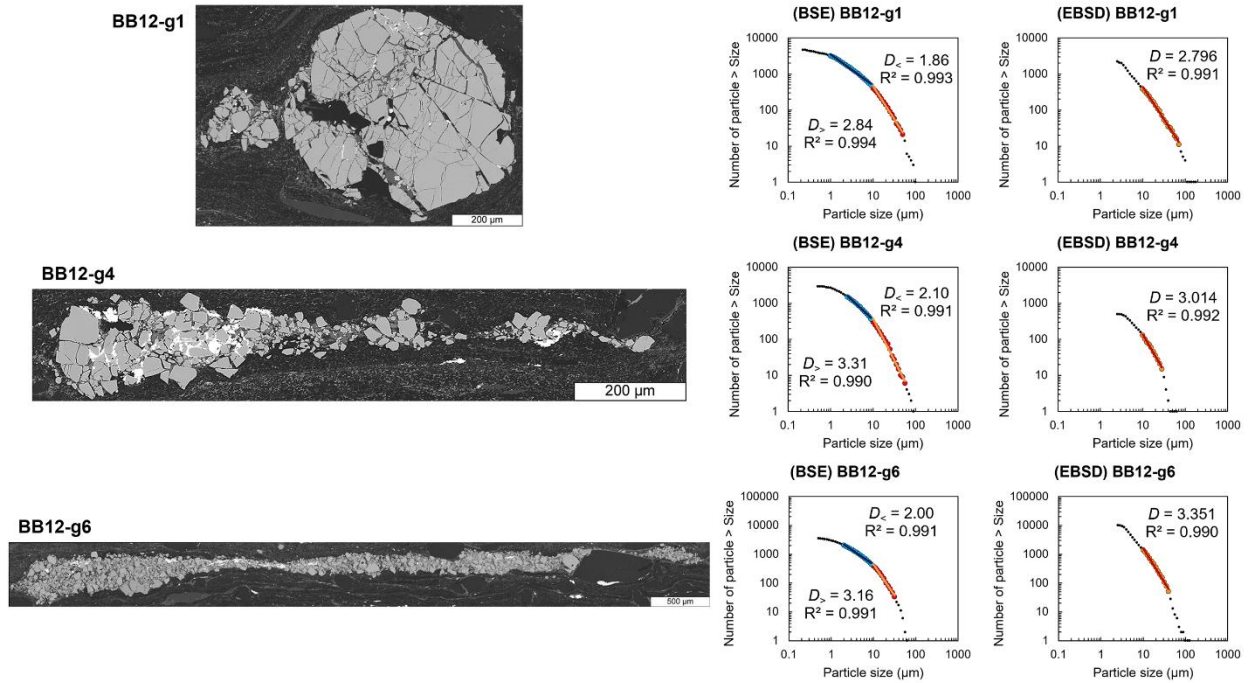 BB12-g1
200 µm
BB12-g4
200 µm
BB12-g6
500 µm
(BSE) BB12-g1
Number of particle > Size
10000
1000
100
10
1
D< = 1.86
R² = 0.993
D> = 2.84
R² = 0.994
0.1 1 10 100 1000
Particle size (µm)
(EBSD) BB12-g1
Number of particle > Size
10000
1000
100
10
1
D = 2.796
R² = 0.991
0.1 1 10 100 1000
Particle size (µm)
(BSE) BB12-g4
Number of particle > Size
10000
1000
100
10
1
D< = 2.10
R² = 0.991
D> = 3.31
R² = 0.990
0.1 1 10 100 1000
Particle size (µm)
(EBSD) BB12-g4
Number of particle > Size
10000
1000
100
10
1
D = 3.014
R² = 0.992
0.1 1 10 100 1000
Particle size (µm)
(BSE) BB12-g6
Number of particle > Size
100000
10000
1000
100
10
1
D< = 2.00
R² = 0.991
D> = 3.16
R² = 0.991
0.1 1 10 100 1000
Particle size (µm)
(EBSD) BB12-g6
Number of particle > Size
100000
10000
1000
100
10
1
D = 3.351
R² = 0.990
0.1 1 10 100 1000
Particle size (µm)